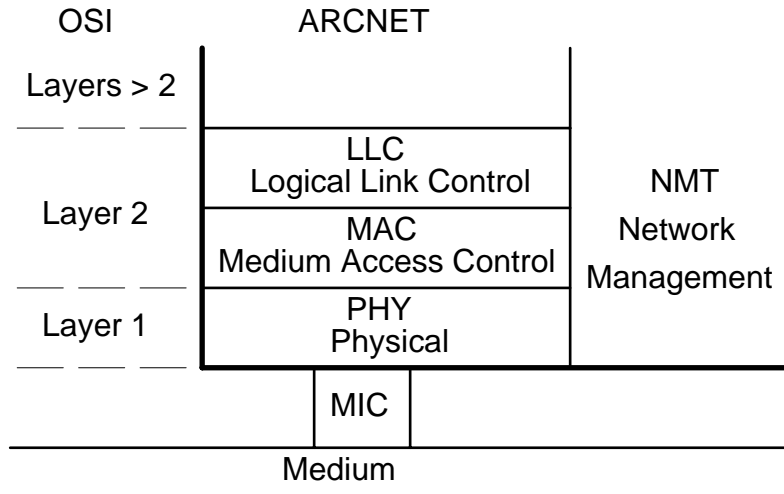 OSI
ARCNET
Layers > 2
LLC
Logical Link Control
Layer 2
MAC
Medium Access Control
NMT
Network
Management
Layer 1
PHY
Physical
MIC
Medium